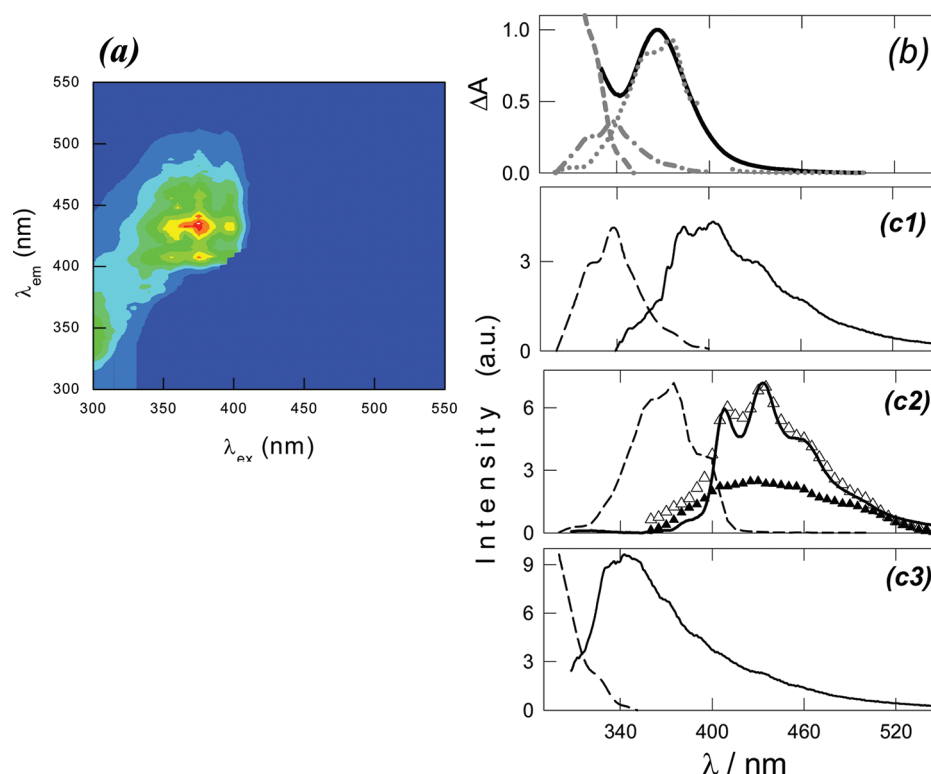 (a)
550
500
450
400
350
300
λem (nm)
300 350 400 450 500 550
λex (nm)
(b)
1.0
0.5
0.0
ΔA
(c1)
3
0
(c2)
6
3
0
(c3)
9
6
3
0
Intensity (a.u.)
340 400 460 520
λ / nm